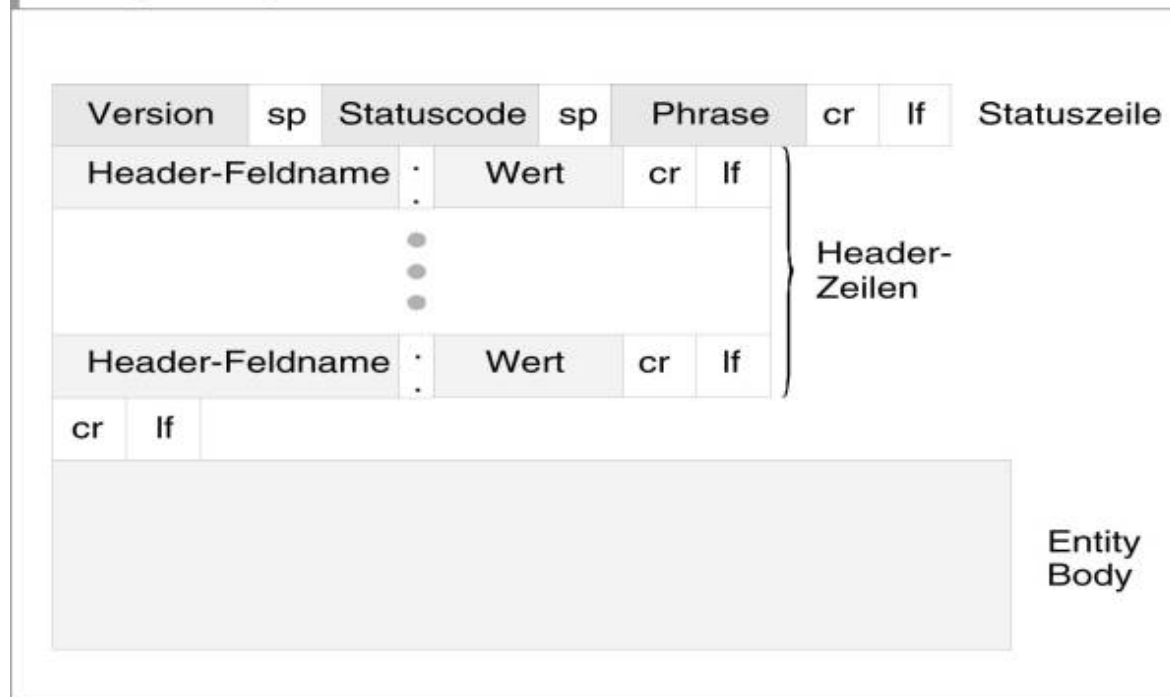 Version sp Statuscode sp Phrase cr lf Statuszeile
Header-Feldname : Wert cr lf
Header-
Zeilen
Header-Feldname : Wert cr lf
cr lf
Entity
Body